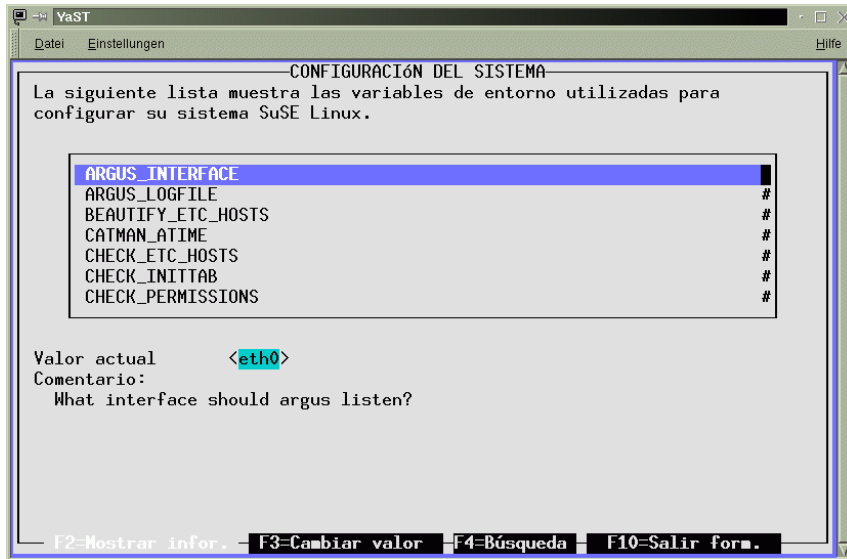 YaST
Datei Einstellungen Hilfe
CONFIGURACIóN DEL SISTEMA
La siguiente lista muestra las variables de entorno utilizadas para
configurar su sistema SuSE Linux.
ARGUS_INTERFACE
ARGUS_LOGFILE #
BEAUTIFY_ETC_HOSTS #
CATMAN_ATIME #
CHECK_ETC_HOSTS #
CHECK_INITTAB #
CHECK_PERMISSIONS #
Valor actual <eth0>
Comentario:
What interface should argus listen?
F2=Mostrar infor. F3=Cambiar valor F4=Búsqueda F10=Salir form.